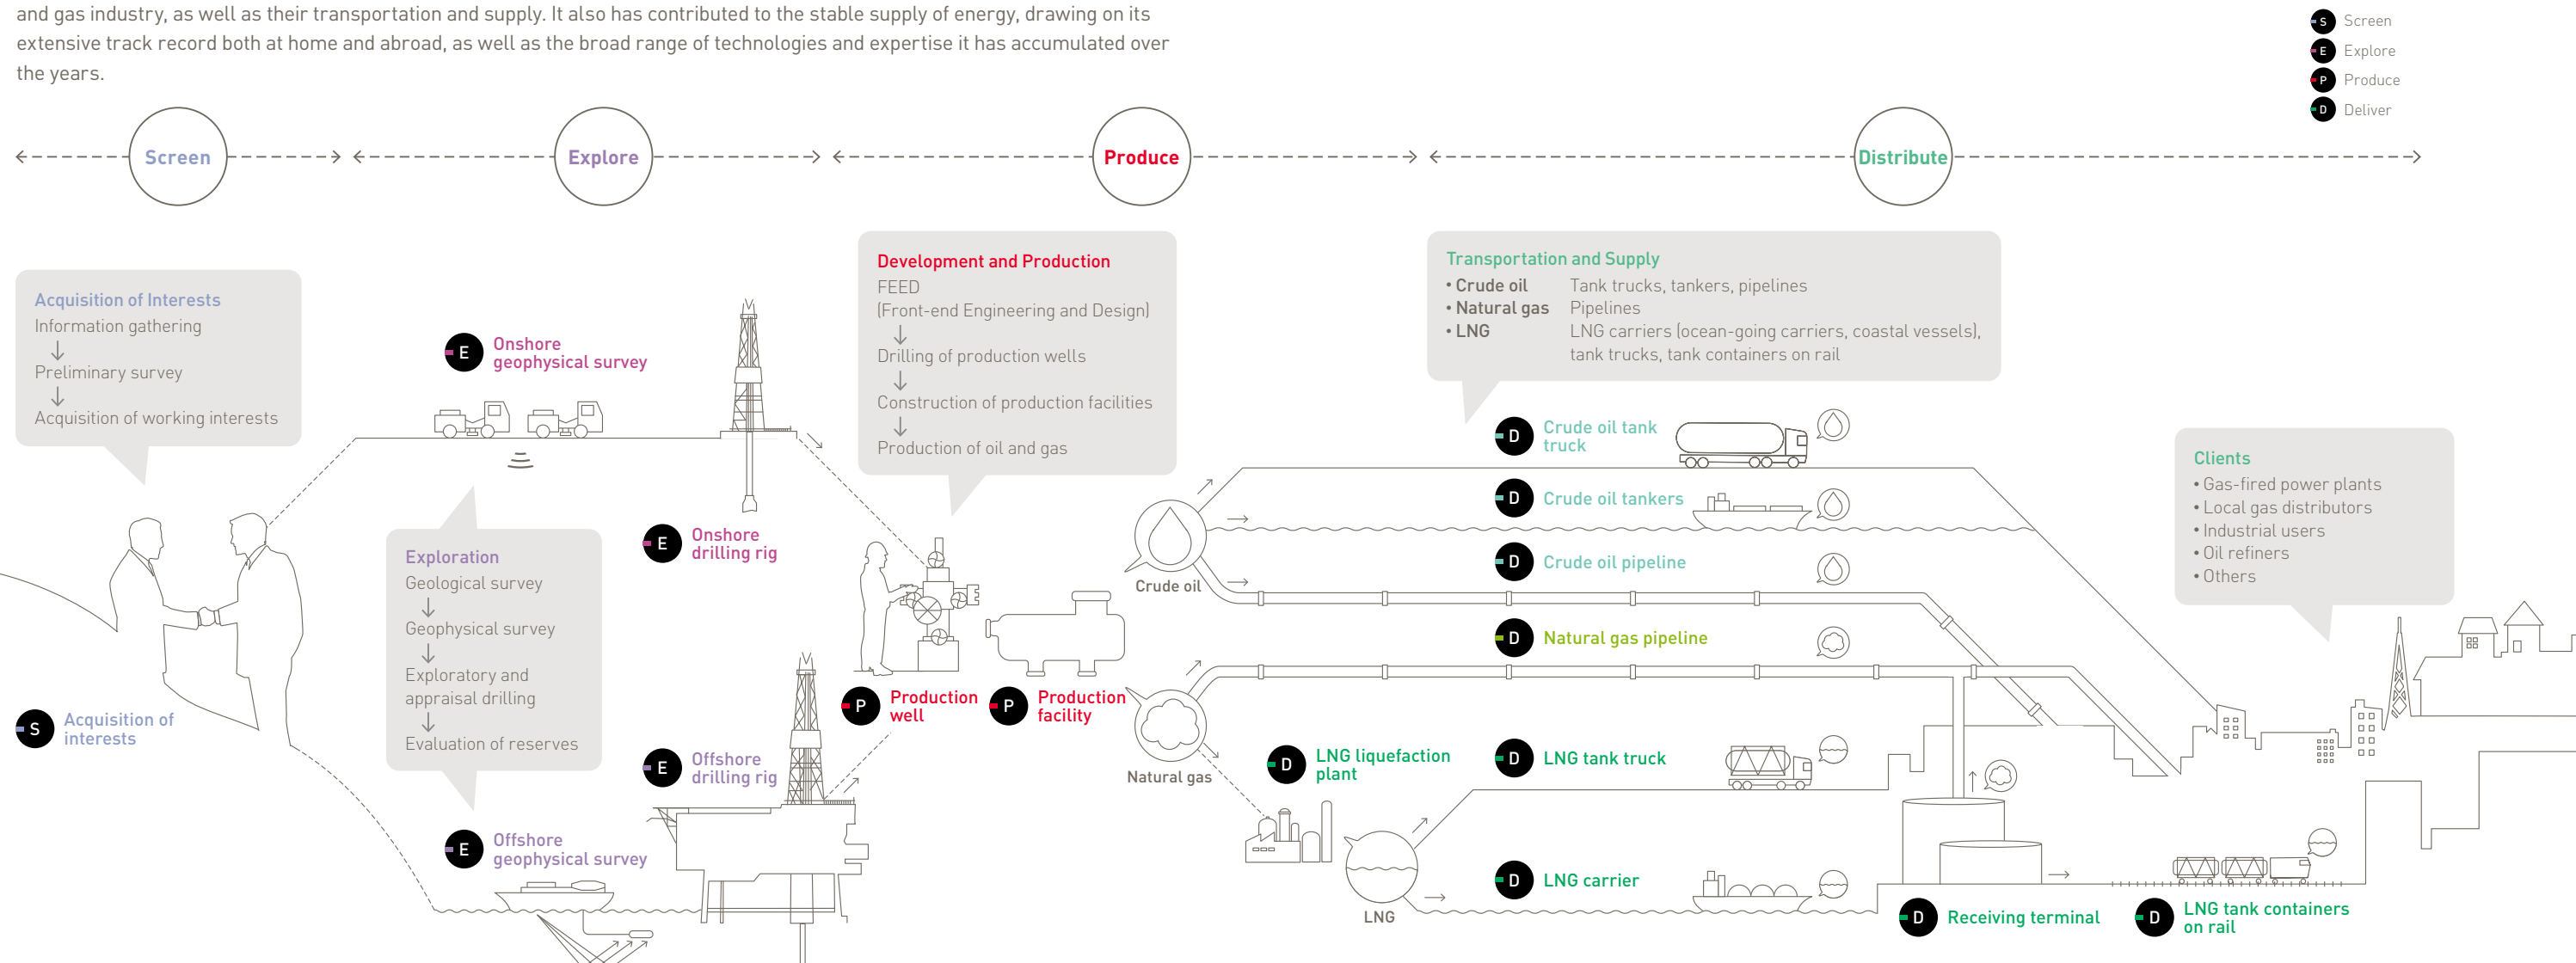 and gas industry, as well as their transportation and supply. It also has contributed to the stable supply of energy, drawing on its
extensive track record both at home and abroad, as well as the broad range of technologies and expertise it has accumulated over
the years.
S Screen
E Explore
P Produce
D Deliver
Screen
Explore
Produce
Distribute
Acquisition of Interests
Information gathering
↓
Preliminary survey
↓
Acquisition of working interests
S Acquisition of
interests
E Onshore
geophysical survey
E Onshore
drilling rig
Exploration
Geological survey
↓
Geophysical survey
↓
Exploratory and
appraisal drilling
↓
Evaluation of reserves
E Offshore
drilling rig
E Offshore
geophysical survey
Development and Production
FEED
(Front-end Engineering and Design)
↓
Drilling of production wells
↓
Construction of production facilities
↓
Production of oil and gas
P Production
well
P Production
facility
Transportation and Supply
• Crude oil Tank trucks, tankers, pipelines
• Natural gas Pipelines
• LNG LNG carriers (ocean-going carriers, coastal vessels),
tank trucks, tank containers on rail
Crude oil
D Crude oil tank
truck
D Crude oil tankers
D Crude oil pipeline
D Natural gas pipeline
Natural gas
D LNG liquefaction
plant
D LNG tank truck
LNG
D LNG carrier
D Receiving terminal
D LNG tank containers
on rail
Clients
• Gas-fired power plants
• Local gas distributors
• Industrial users
• Oil refiners
• Others